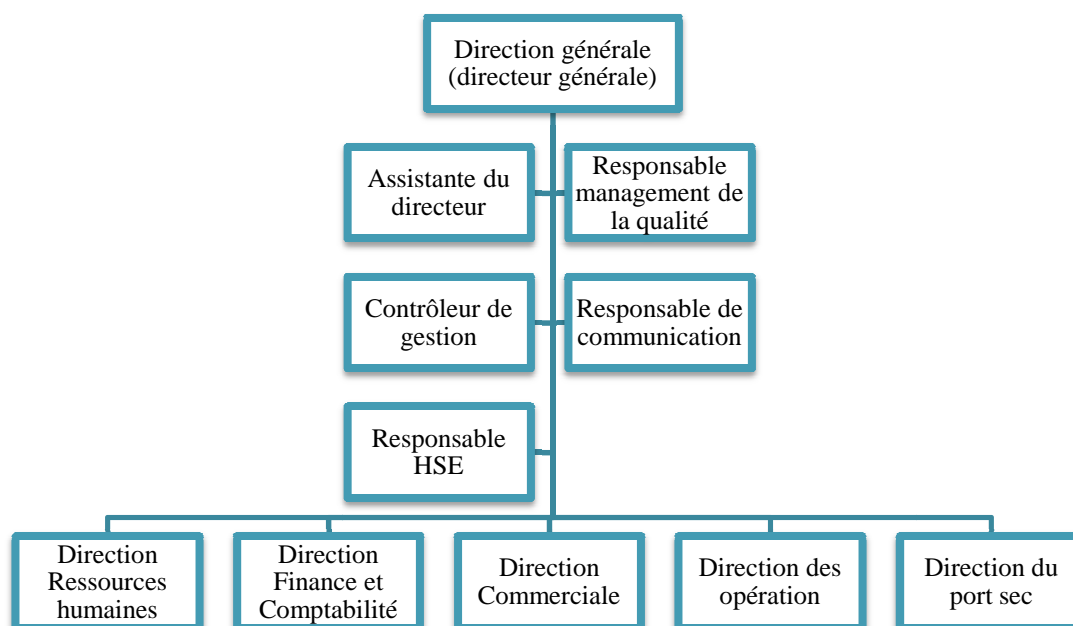 Direction générale
(directeur générale)
Assistante du
directeur
Responsable
management de
la qualité
Contrôleur de
gestion
Responsable de
communication
Responsable
HSE
Direction
Ressources
humaines
Direction
Finance et
Comptabilité
Direction
Commerciale
Direction des
opération
Direction du
port sec